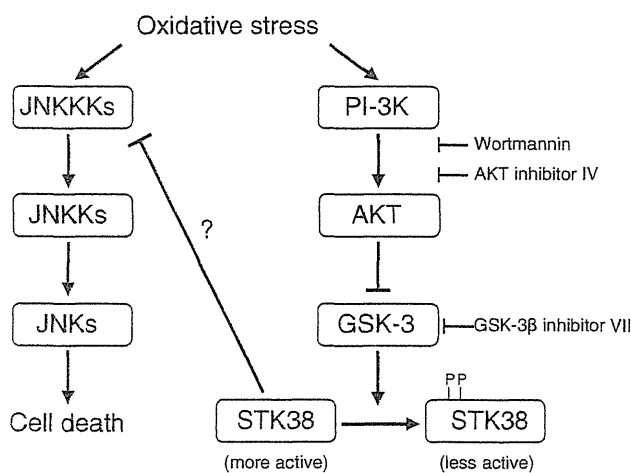 Oxidative stress
JNKKKs
PI-3K
Wortmannin
AKT inhibitor IV
JNKKs
AKT
?
JNKs
GSK-3
GSK-3β inhibitor VII
PP
Cell death
STK38
STK38
(more active)
(less active)